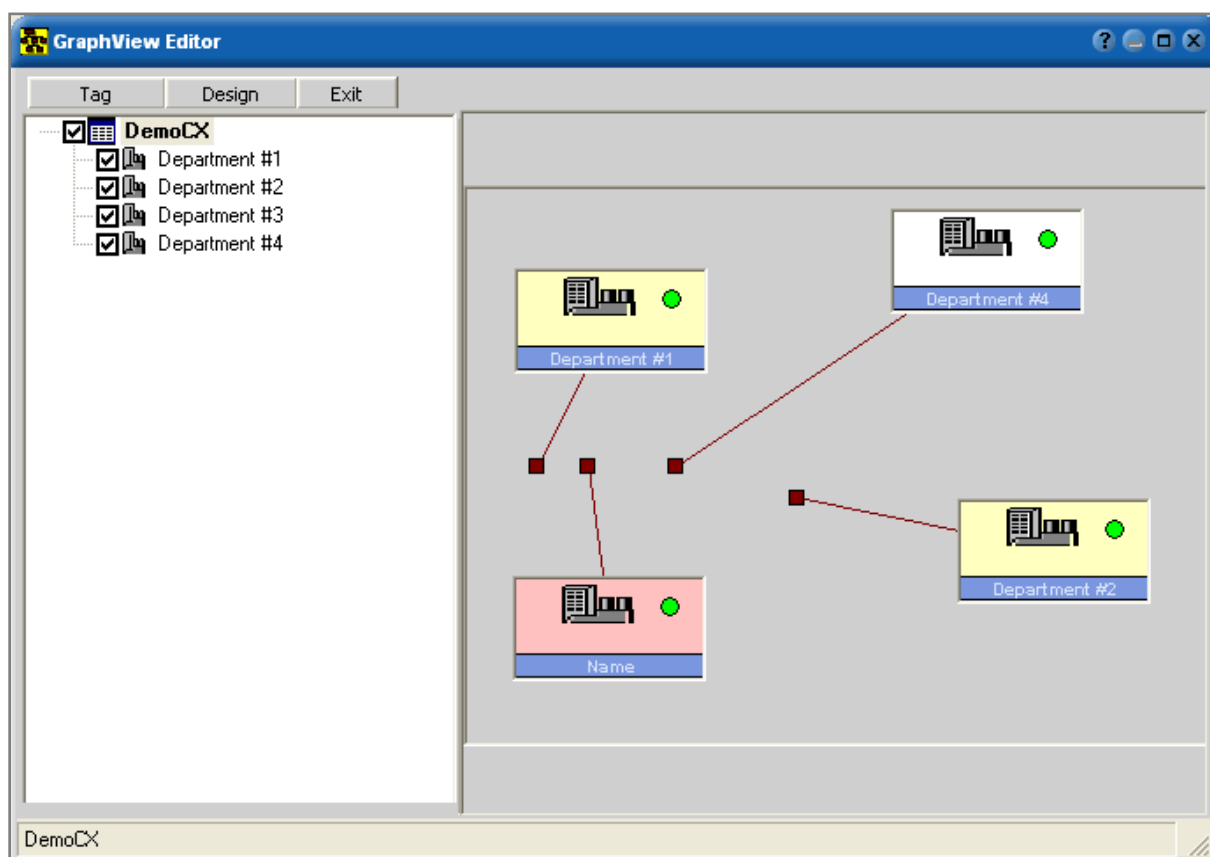 GraphView Editor
Tag Design Exit
DemoCX
Department #1
Department #2
Department #3
Department #4
Department #4
Department #1
Department #2
Name
DemoCX